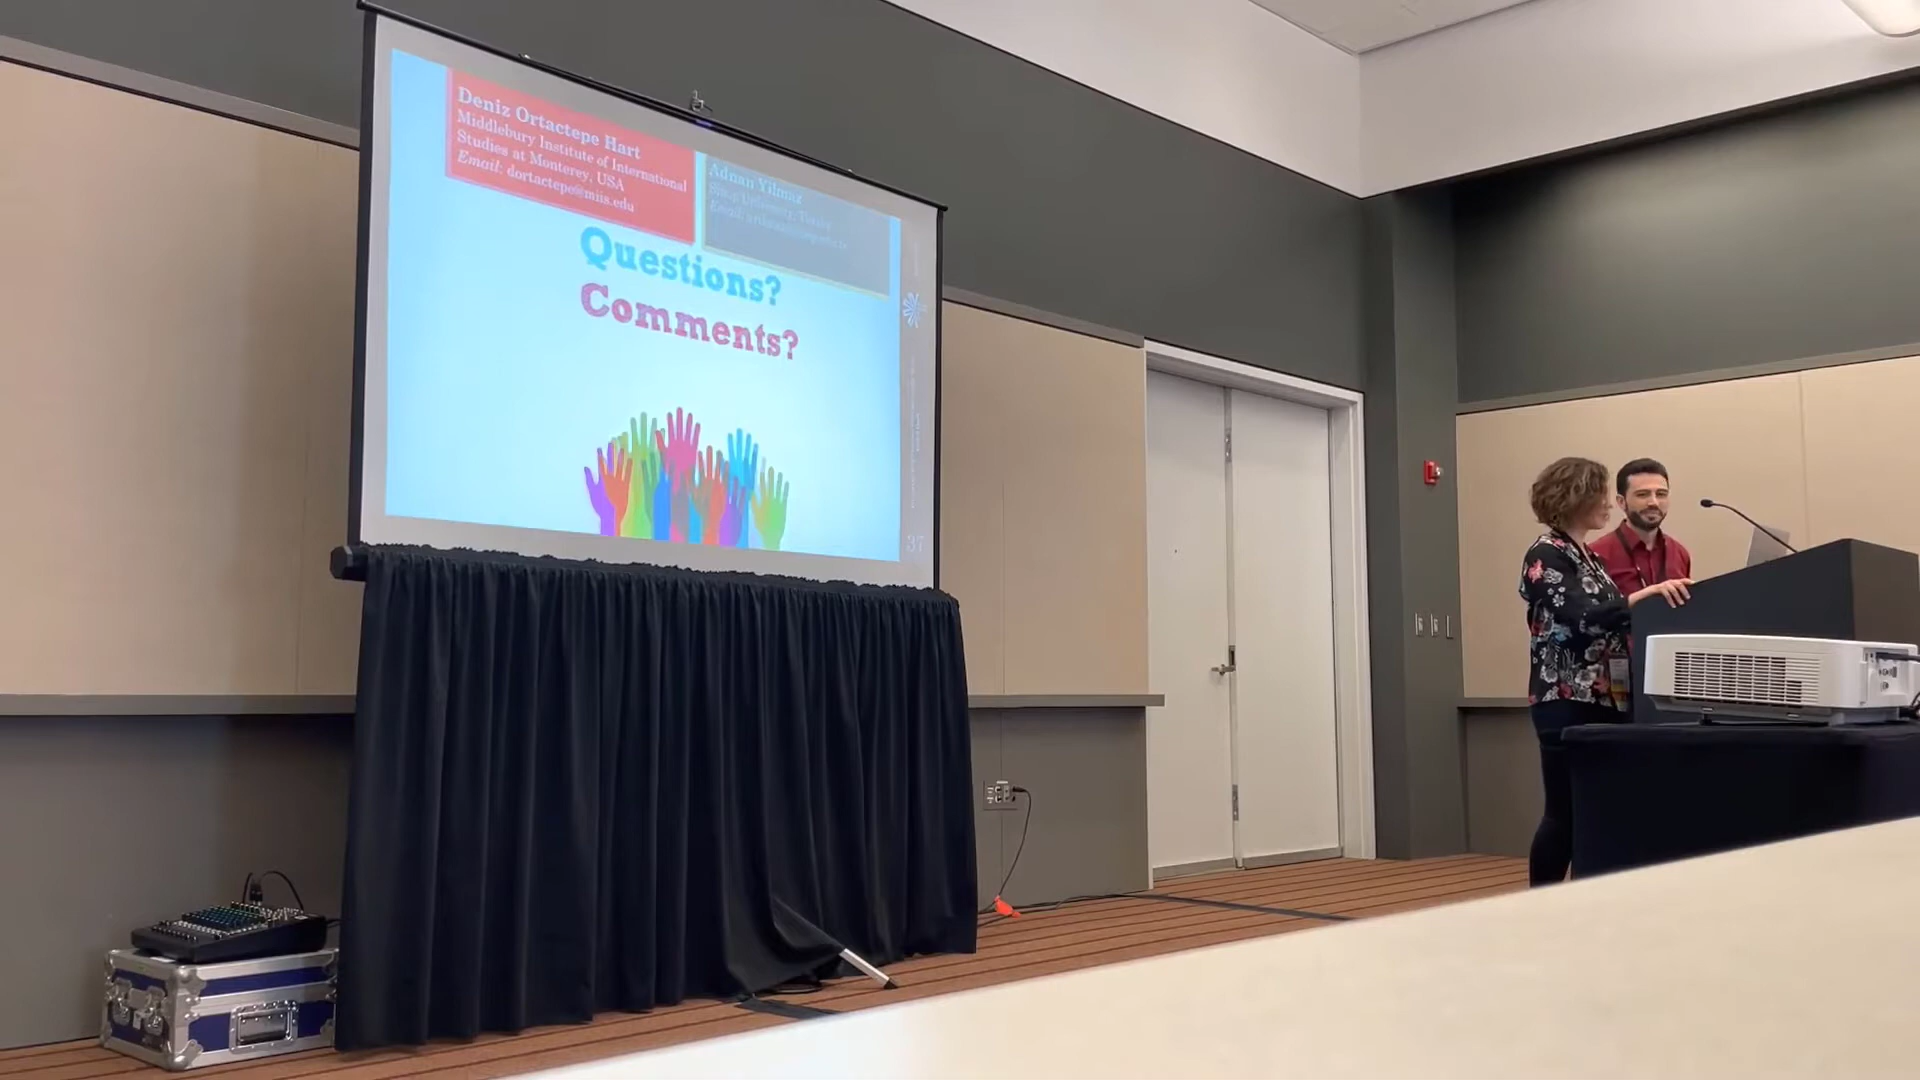 Deniz Ortactepe Hart
Middlebury Institute of International
Studies at Monterey, USA
Email: dortactepe@miis.edu
Adnan Yilmaz
Email:
Questions?
Comments?
37